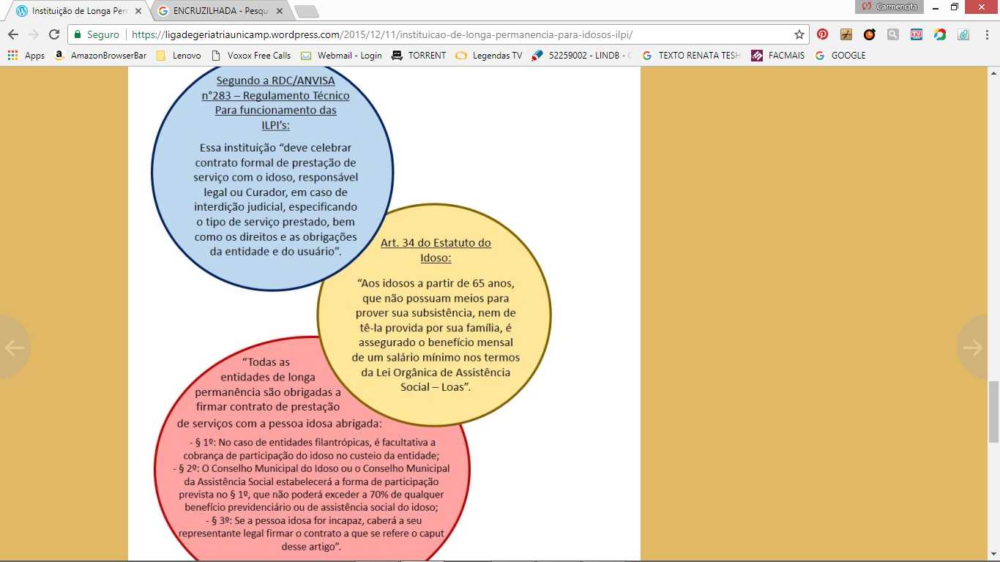 Instituição de Longa Per
ENCRUZILHADA - Pesqu
Carmencita
Seguro
https://ligadegeriatriaunicamp.wordpress.com/2015/12/11/instituicao-de-longa-permanencia-para-idosos-ilpi/
Apps AmazonBrowserBar Lenovo Voxox Free Calls Webmail - Login TORRENT Legendas TV 52259002 - LINDB - C TEXTO RENATA TESH FACMAIS GOOGLE
Segundo a RDC/ANVISA
n°283 – Regulamento Técnico
Para funcionamento das
ILPI’s:
Essa instituição “deve celebrar
contrato formal de prestação de
serviço com o idoso, responsável
legal ou Curador, em caso de
interdição judicial, especificando
o tipo de serviço prestado, bem
como os direitos e as obrigações
da entidade e do usuário”.
Art. 34 do Estatuto do
Idoso:
“Aos idosos a partir de 65 anos,
que não possuam meios para
prover sua subsistência, nem de
tê-la provida por sua família, é
assegurado o benefício mensal
de um salário mínimo nos termos
da Lei Orgânica de Assistência
Social – Loas”.
“Todas as
entidades de longa
permanência são obrigadas a
firmar contrato de prestação
de serviços com a pessoa idosa abrigada:
- § 1º: No caso de entidades filantrópicas, é facultativa a
cobrança de participação do idoso no custeio da entidade;
- § 2º: O Conselho Municipal do Idoso ou o Conselho Municipal
da Assistência Social estabelecerá a forma de participação
prevista no § 1º, que não poderá exceder a 70% de qualquer
benefício previdenciário ou de assistência social do idoso;
- § 3º: Se a pessoa idosa for incapaz, caberá a seu
representante legal firmar o contrato a que se refere o caput
desse artigo”.